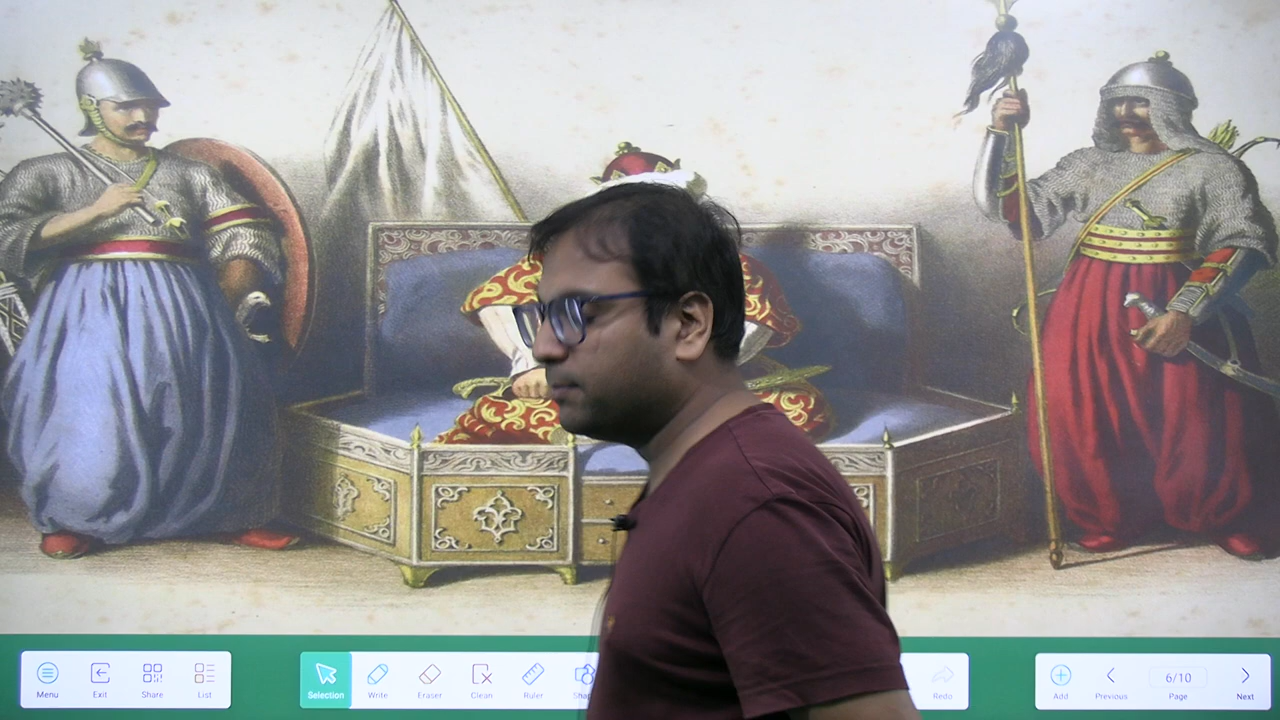 Menu
Exit
Share
List
Selection
Write
Eraser
Clean
Ruler
Redo
Add
Previous
6/10
Page
Next